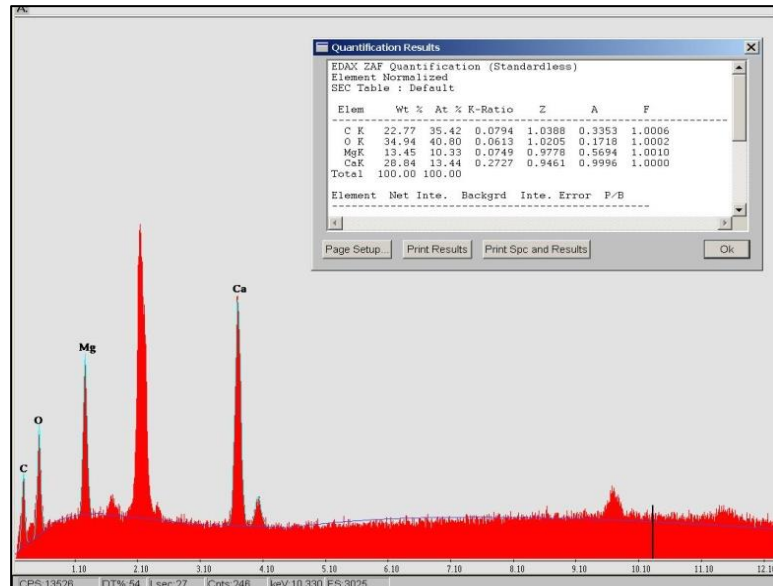 A.
Quantification Results
EDAX ZAF Quantification (Standardless)
Element Normalized
SEC Table : Default
Elem Wt % At % K-Ratio Z A F
C K 22.77 35.42 0.0794 1.0388 0.3353 1.0006
O K 34.94 40.80 0.0613 1.0205 0.1718 1.0002
MgK 13.45 10.33 0.0749 0.9778 0.5694 1.0010
CaK 28.84 13.44 0.2727 0.9461 0.9996 1.0000
Total 100.00 100.00
Element Net Inte. Backgrd Inte. Error P/B
Page Setup... Print Results Print Spc and Results Ok
Ca
Mg
O
C
1.10 2.10 3.10 4.10 5.10 6.10 7.10 8.10 9.10 10.10 11.10 12.1
CPS:13526 DT%:54 Lsec:27 Cnts:246 keV:10.330 FS:3025